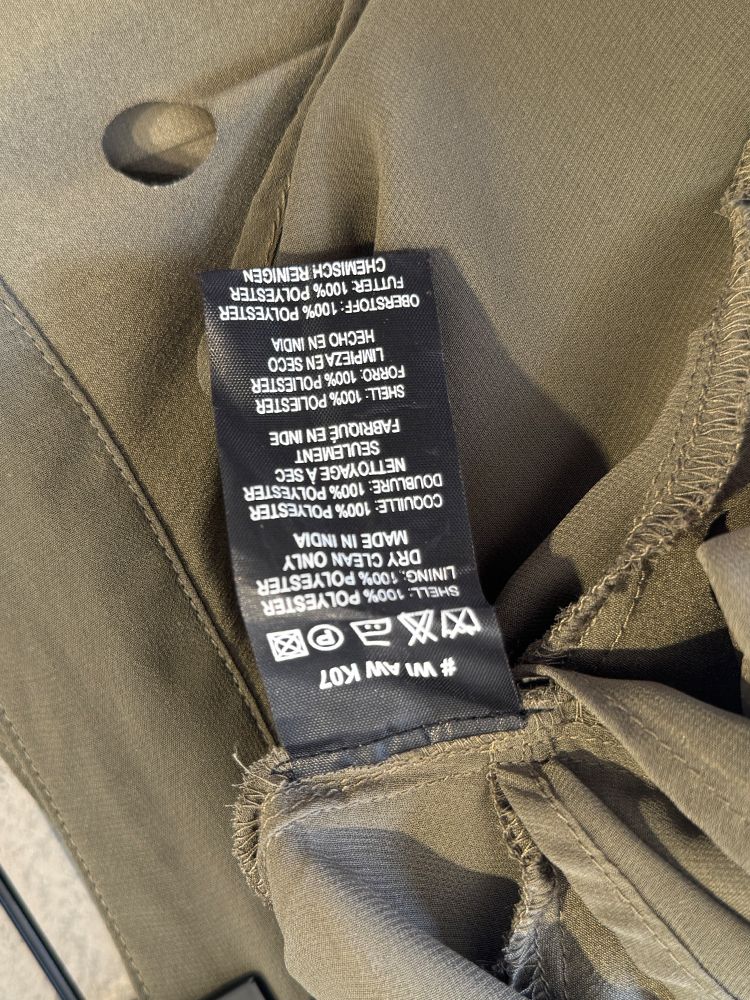 # WI AW K07
P
SHELL: 100% POLYESTER
LINING: 100% POLYESTER
DRY CLEAN ONLY
MADE IN INDIA
COQUILLE: 100% POLYESTER
DOUBLURE: 100% POLYESTER
NETTOYAGE À SEC
SEULEMENT
FABRIQUÉ EN INDE
SHELL: 100% POLIESTER
FORRO: 100% POLIESTER
LIMPIEZA EN SECO
HECHO EN INDIA
OBERSTOFF: 100% POLYESTER
FUTTER: 100% POLYESTER
CHEMISCH REINIGEN